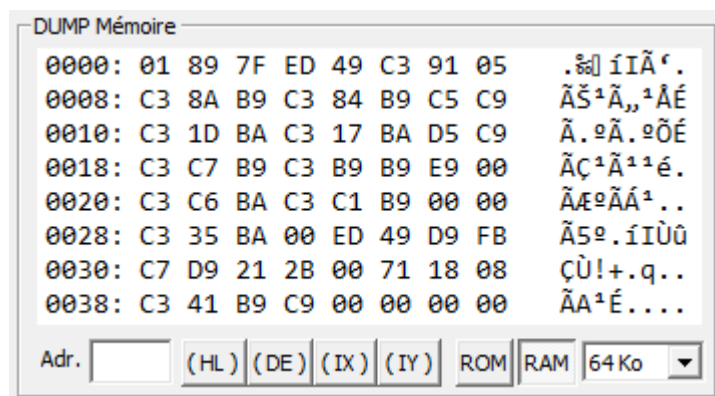 DUMP Mémoire
0000: 01 89 7F ED 49 C3 91 05 .‰ íIÃ‘.
0008: C3 8A B9 C3 84 B9 C5 C9 ÃŠ¹Ã„¹ÅÉ
0010: C3 1D BA C3 17 BA D5 C9 Ã.ºÃ.ºÕÉ
0018: C3 C7 B9 C3 B9 B9 E9 00 ÃÇ¹Ã¹¹é.
0020: C3 C6 BA C3 C1 B9 00 00 ÃÆºÃÁ¹..
0028: C3 35 BA 00 ED 49 D9 FB Ã5º.íIÙû
0030: C7 D9 21 2B 00 71 18 08 ÇÙ!+.q..
0038: C3 41 B9 C9 00 00 00 00 ÃA¹É....
Adr. (HL) (DE) (IX) (IY) ROM RAM 64 Ko